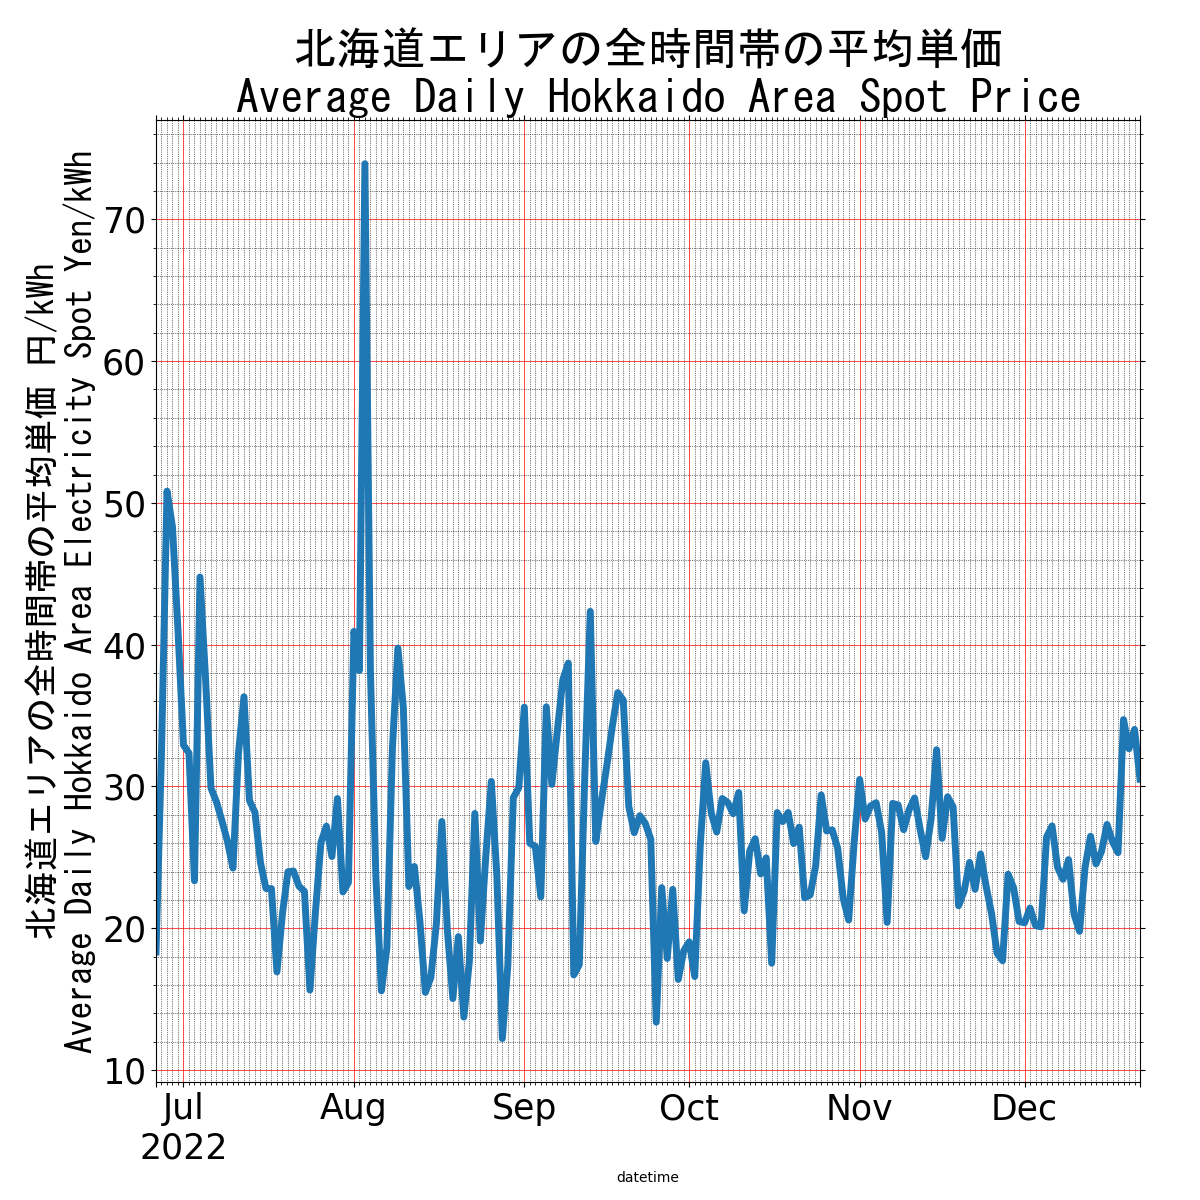 北海道エリアの全時間帯の平均単価
Average Daily Hokkaido Area Spot Price
北海道エリアの全時間帯の平均単価 円/kWh
Average Daily Hokkaido Area Electricity Spot Yen/kWh
70
60
50
40
30
20
10
Jul Aug Sep Oct Nov Dec
2022
datetime